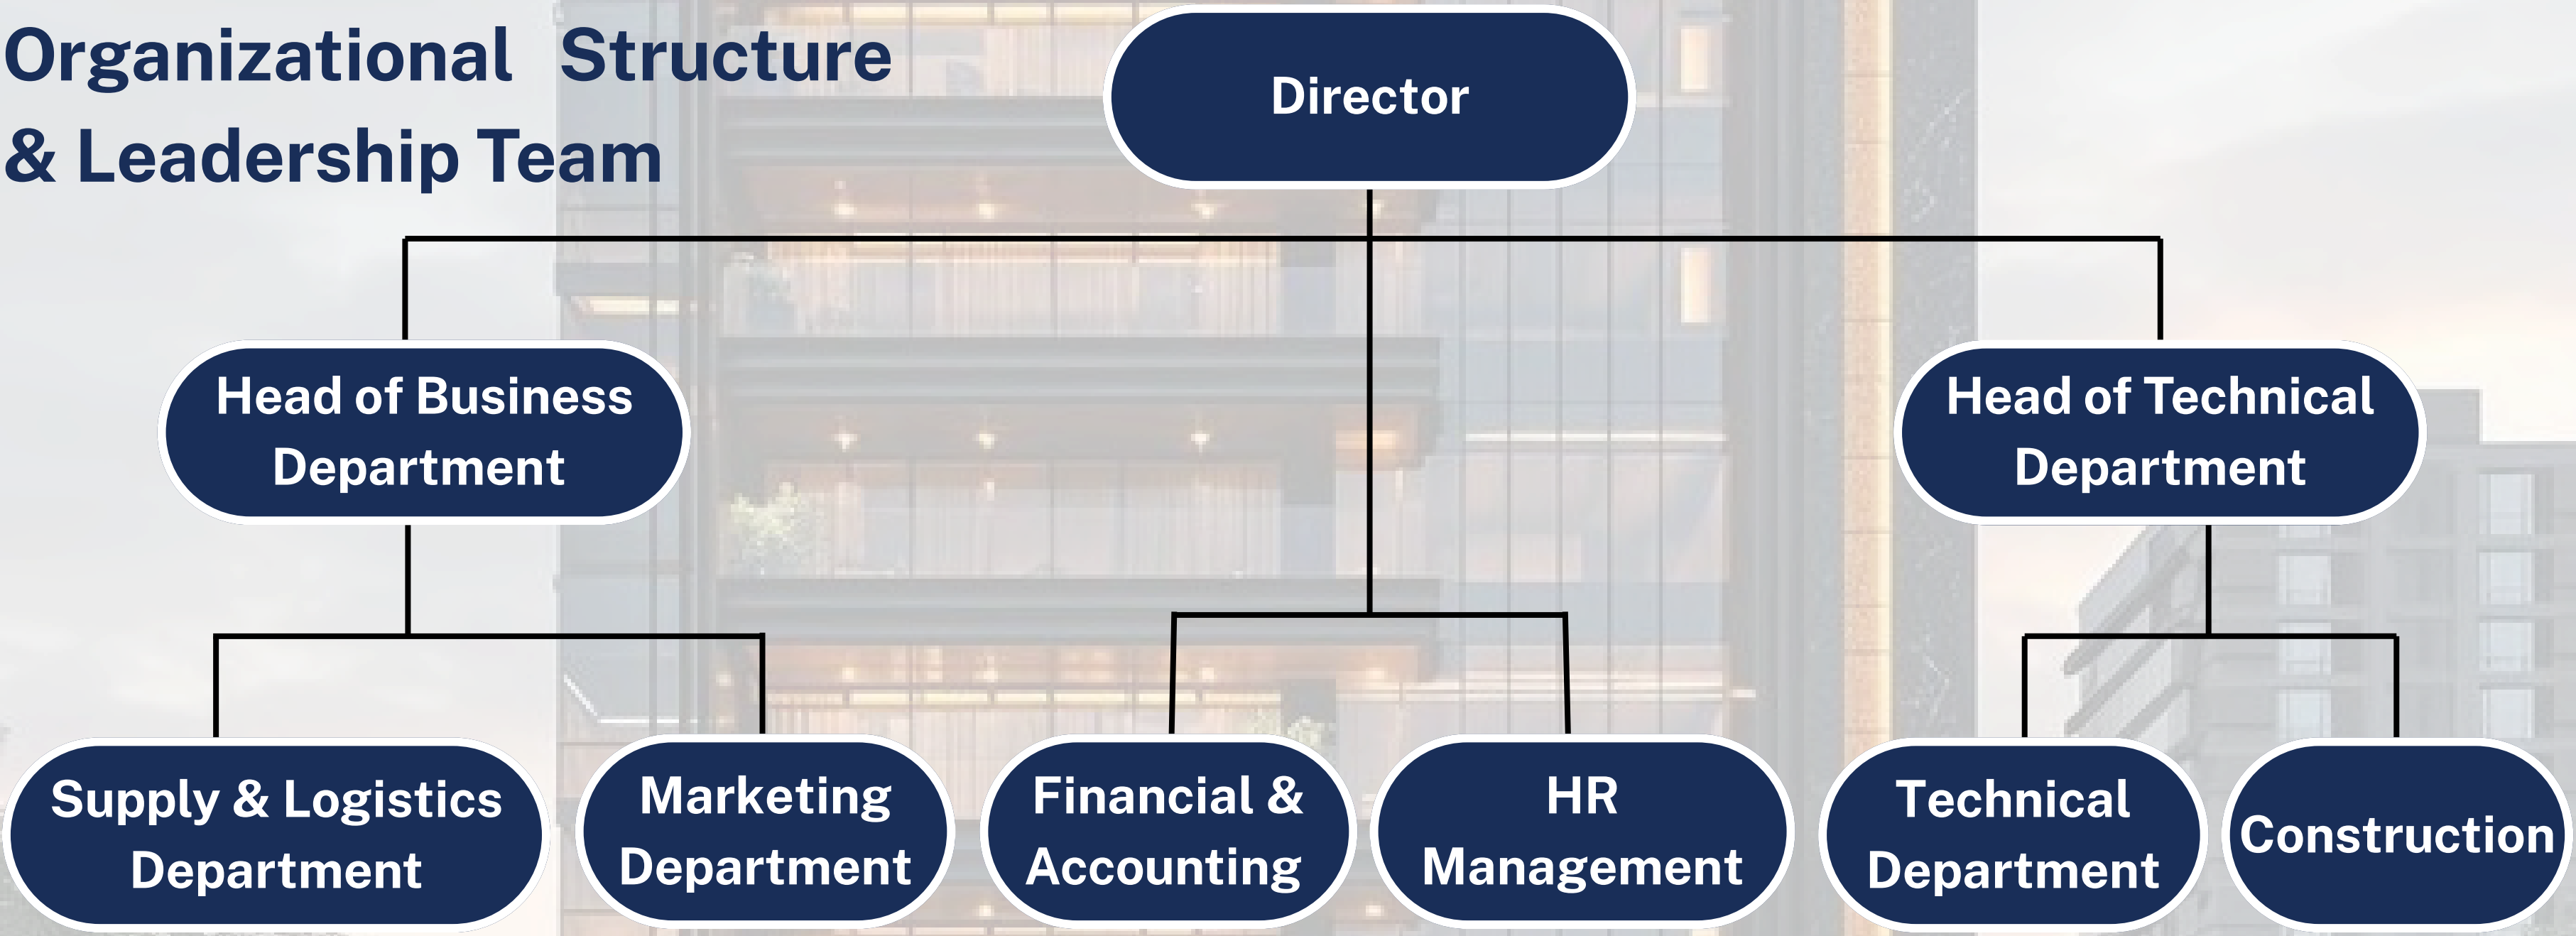 Organizational Structure
& Leadership Team
Director
Head of Business
Department
Head of Technical
Department
Supply & Logistics
Department
Marketing
Department
Financial &
Accounting
HR
Management
Technical
Department
Construction